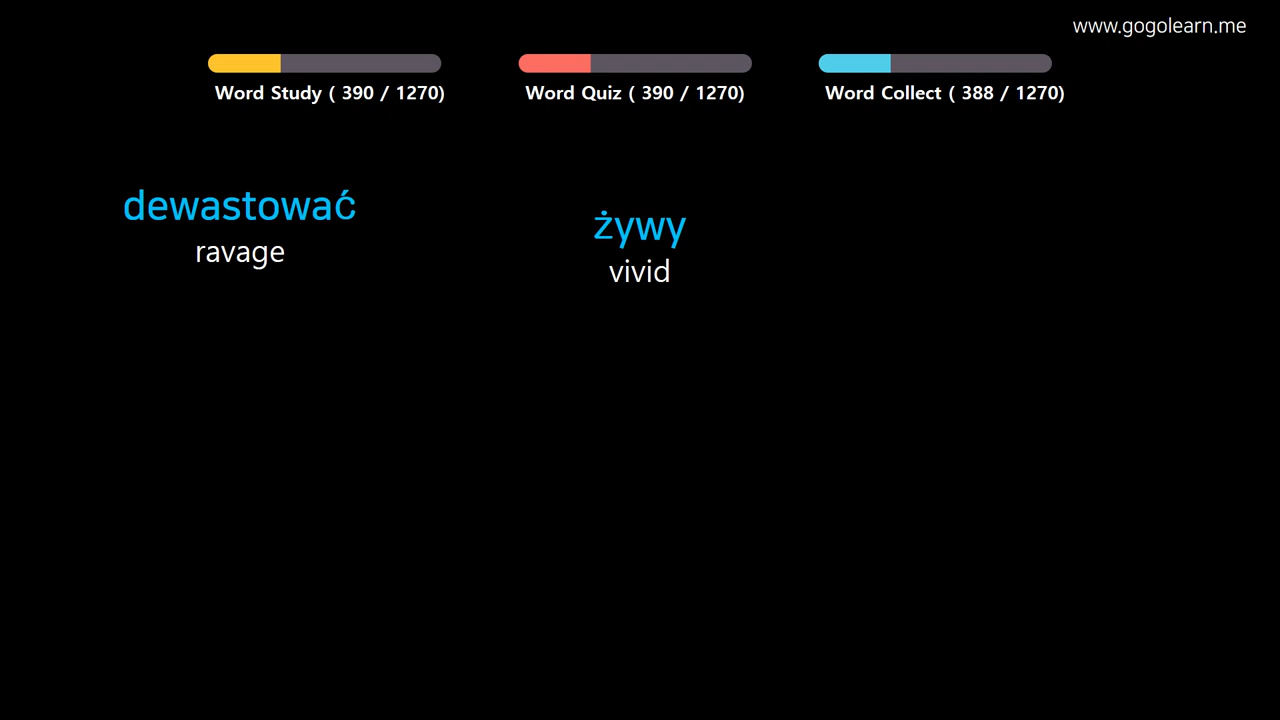 www.gogolearn.me
Word Study ( 390 / 1270)
Word Quiz ( 390 / 1270)
Word Collect ( 388 / 1270)
dewastować
ravage
żywy
vivid